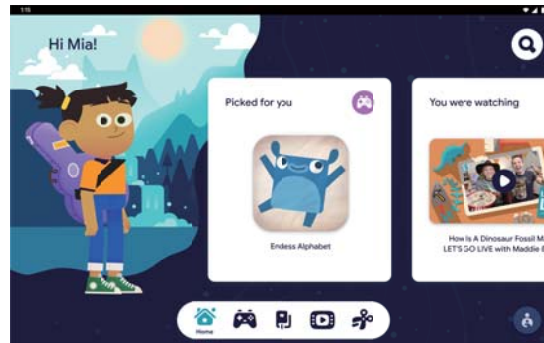 1:15
Hi Mia!
Picked for you
You were watching
Endess Alphabet
How Is A Dinosaur Fossil M
LET'S GO LIVE with Maddie &
Home